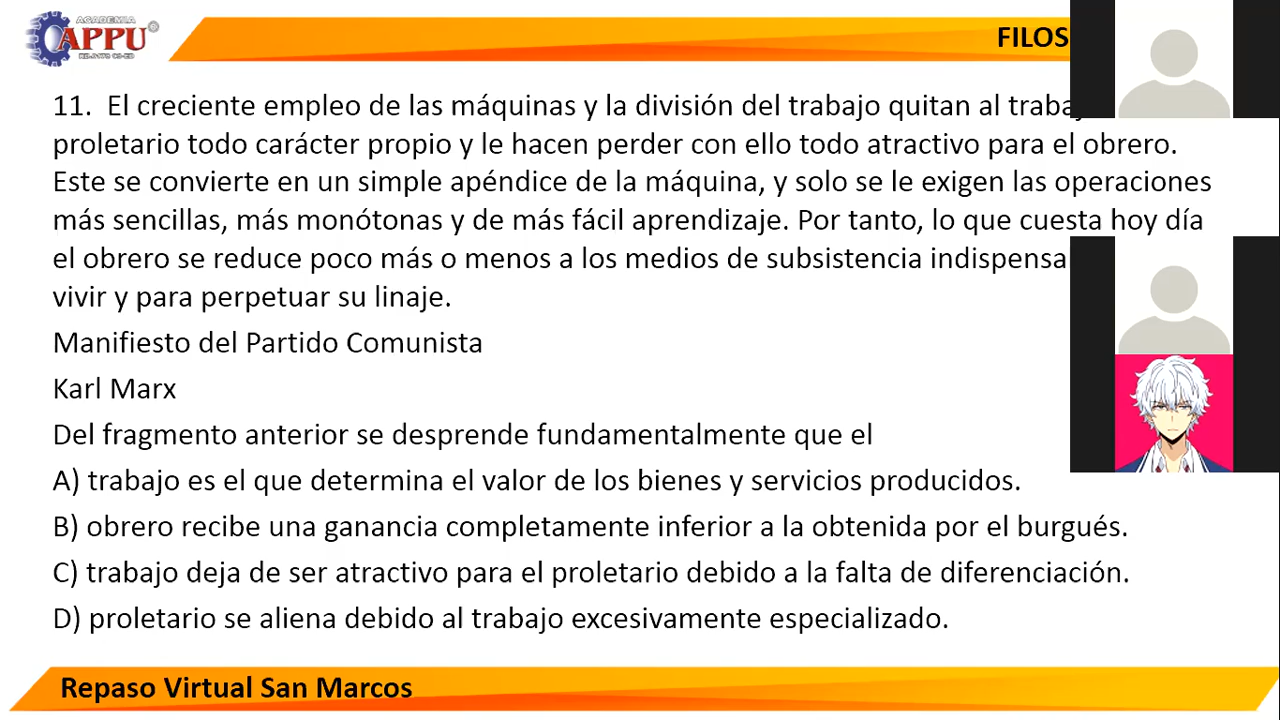 ACADEMIA
APPU
FILOS
11. El creciente empleo de las máquinas y la división del trabajo quitan al
proletario todo carácter propio y le hacen perder con ello todo atractivo para el obrero.
Este se convierte en un simple apéndice de la máquina, y solo se le exigen las operaciones
más sencillas, más monótonas y de más fácil aprendizaje. Por tanto, lo que cuesta hoy día
el obrero se reduce poco más o menos a los medios de subsistencia indispensa
vivir y para perpetuar su linaje.
Manifiesto del Partido Comunista
Karl Marx
Del fragmento anterior se desprende fundamentalmente que el
A) trabajo es el que determina el valor de los bienes y servicios producidos.
B) obrero recibe una ganancia completamente inferior a la obtenida por el burgués.
C) trabajo deja de ser atractivo para el proletario debido a la falta de diferenciación.
D) proletario se aliena debido al trabajo excesivamente especializado.
Repaso Virtual San Marcos